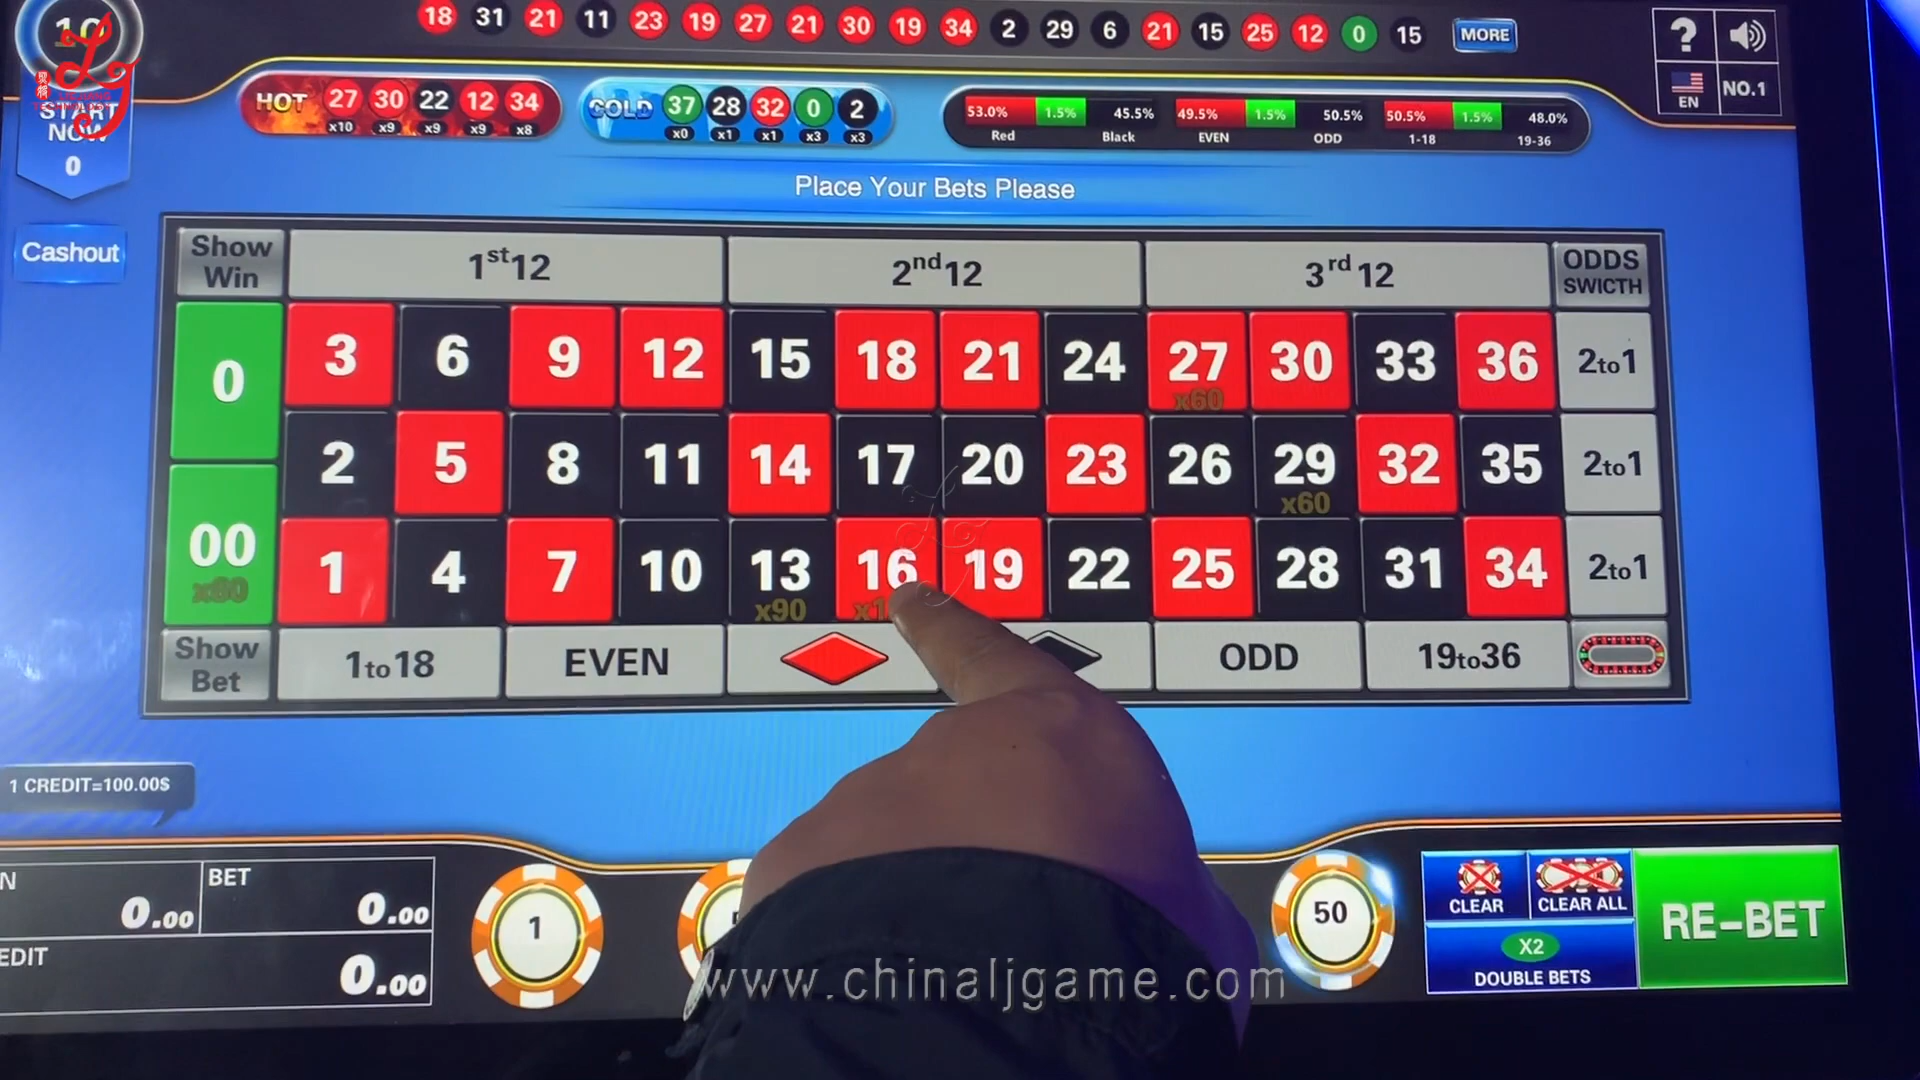 18 31 21 11 23 19 27 21 30 19 34 2 29 6 21 15 25 12 0 15 MORE
?
START
NOW
0
HOT 27 30 22 12 34
x10 x9 x9 x9 x8
COLD 37 28 32 0 2
x0 x1 x1 x3 x3
53.0% 1.5% 45.5% 49.5% 1.5% 50.5% 50.5% 1.5% 48.0%
Red Black EVEN ODD 1-18 19-36
EN NO.1
Place Your Bets Please
Cashout
Show
Win
1st12 2nd12 3rd12
ODDS
SWICTH
0 3 6 9 12 15 18 21 24 27 30 33 36 2to1
x60
2 5 8 11 14 17 20 23 26 29 32 35 2to1
x60
00 1 4 7 10 13 16 19 22 25 28 31 34 2to1
x90
Show
Bet
1to18 EVEN ODD 19to36
1 CREDIT=100.00$
BET
0.00 0.00
0.00
1 50
CLEAR CLEAR ALL
X2
DOUBLE BETS
RE-BET
www.chinaljgame.com